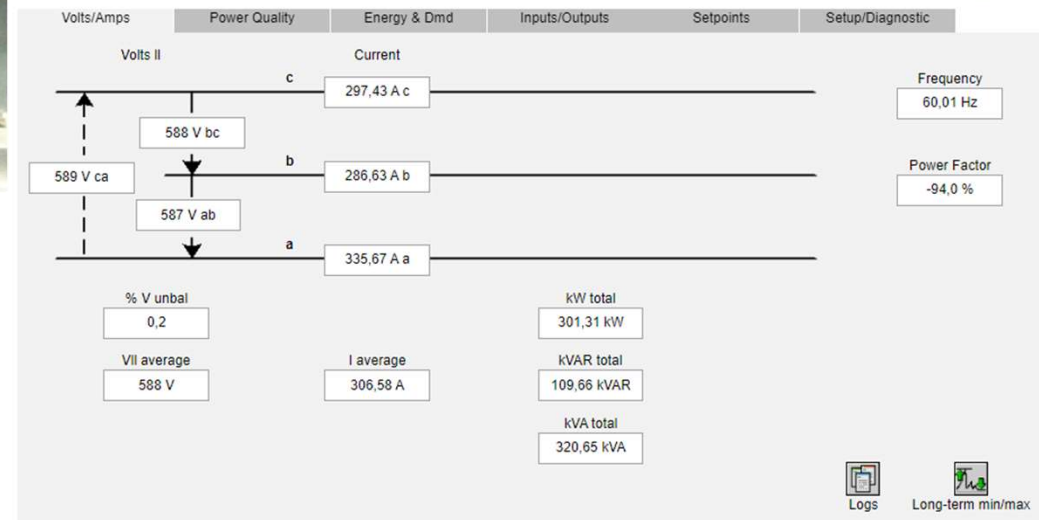 Volts/Amps Power Quality Energy & Dmd Inputs/Outputs Setpoints Setup/Diagnostic
Volts ll Current
c 297,43 A c
Frequency
60,01 Hz
588 V bc
b 286,63 A b
Power Factor
-94,0 %
589 V ca
587 V ab
a 335,67 A a
% V unbal kW total
0,2 301,31 kW
Vll average I average kVAR total
588 V 306,58 A 109,66 kVAR
kVA total
320,65 kVA
Logs Long-term min/max